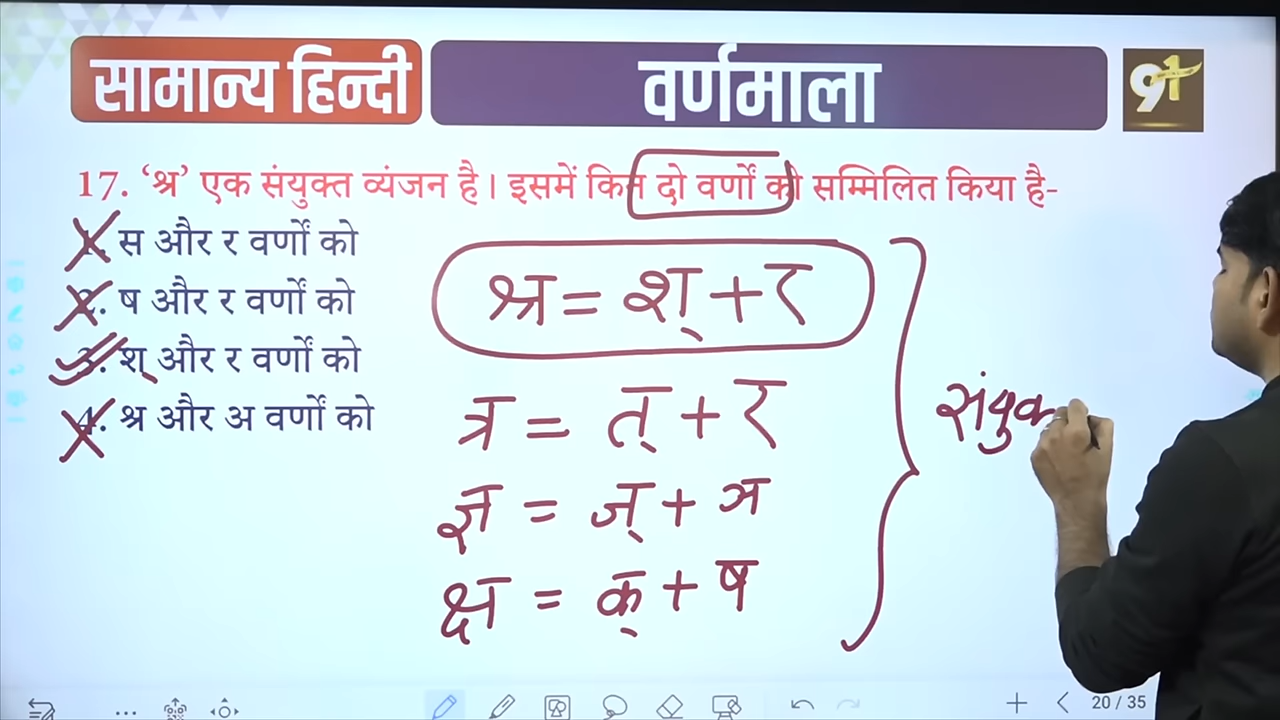 सामान्य हिन्दी
वर्णमाला
91
17. ‘श्र’ एक संयुक्त व्यंजन है। इसमें किन दो वर्णों को सम्मिलित किया है-
1. स और र वर्णों को
2. ष और र वर्णों को
3. श् और र वर्णों को
4. श्र और अ वर्णों को
श्र = श् + र
त्र = त् + र
ज्ञ = ज् + ञ
क्ष = क् + ष
20 / 35